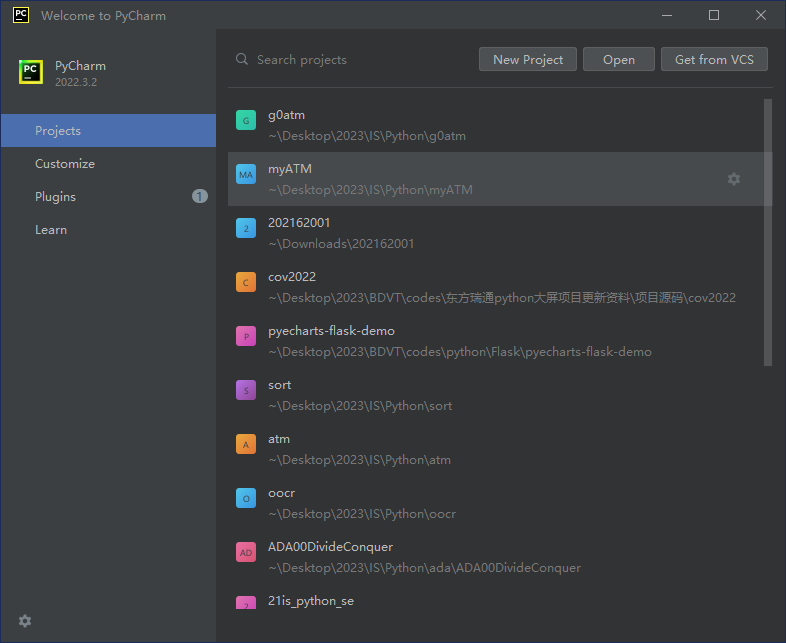 PC Welcome to PyCharm
PC PyCharm
2022.3.2
Projects
Customize
Plugins 1
Learn
Search projects New Project Open Get from VCS
G g0atm
~\Desktop\2023\IS\Python\g0atm
MA myATM
~\Desktop\2023\IS\Python\myATM
2 202162001
~\Downloads\202162001
C cov2022
~\Desktop\2023\BDVT\codes\东方瑞通python大屏项目更新资料\项目源码\cov2022
P pyecharts-flask-demo
~\Desktop\2023\BDVT\codes\python\Flask\pyecharts-flask-demo
S sort
~\Desktop\2023\IS\Python\sort
A atm
~\Desktop\2023\IS\Python\atm
O oocr
~\Desktop\2023\IS\Python\oocr
AD ADA00DivideConquer
~\Desktop\2023\IS\Python\ada\ADA00DivideConquer
2 21is_python_se